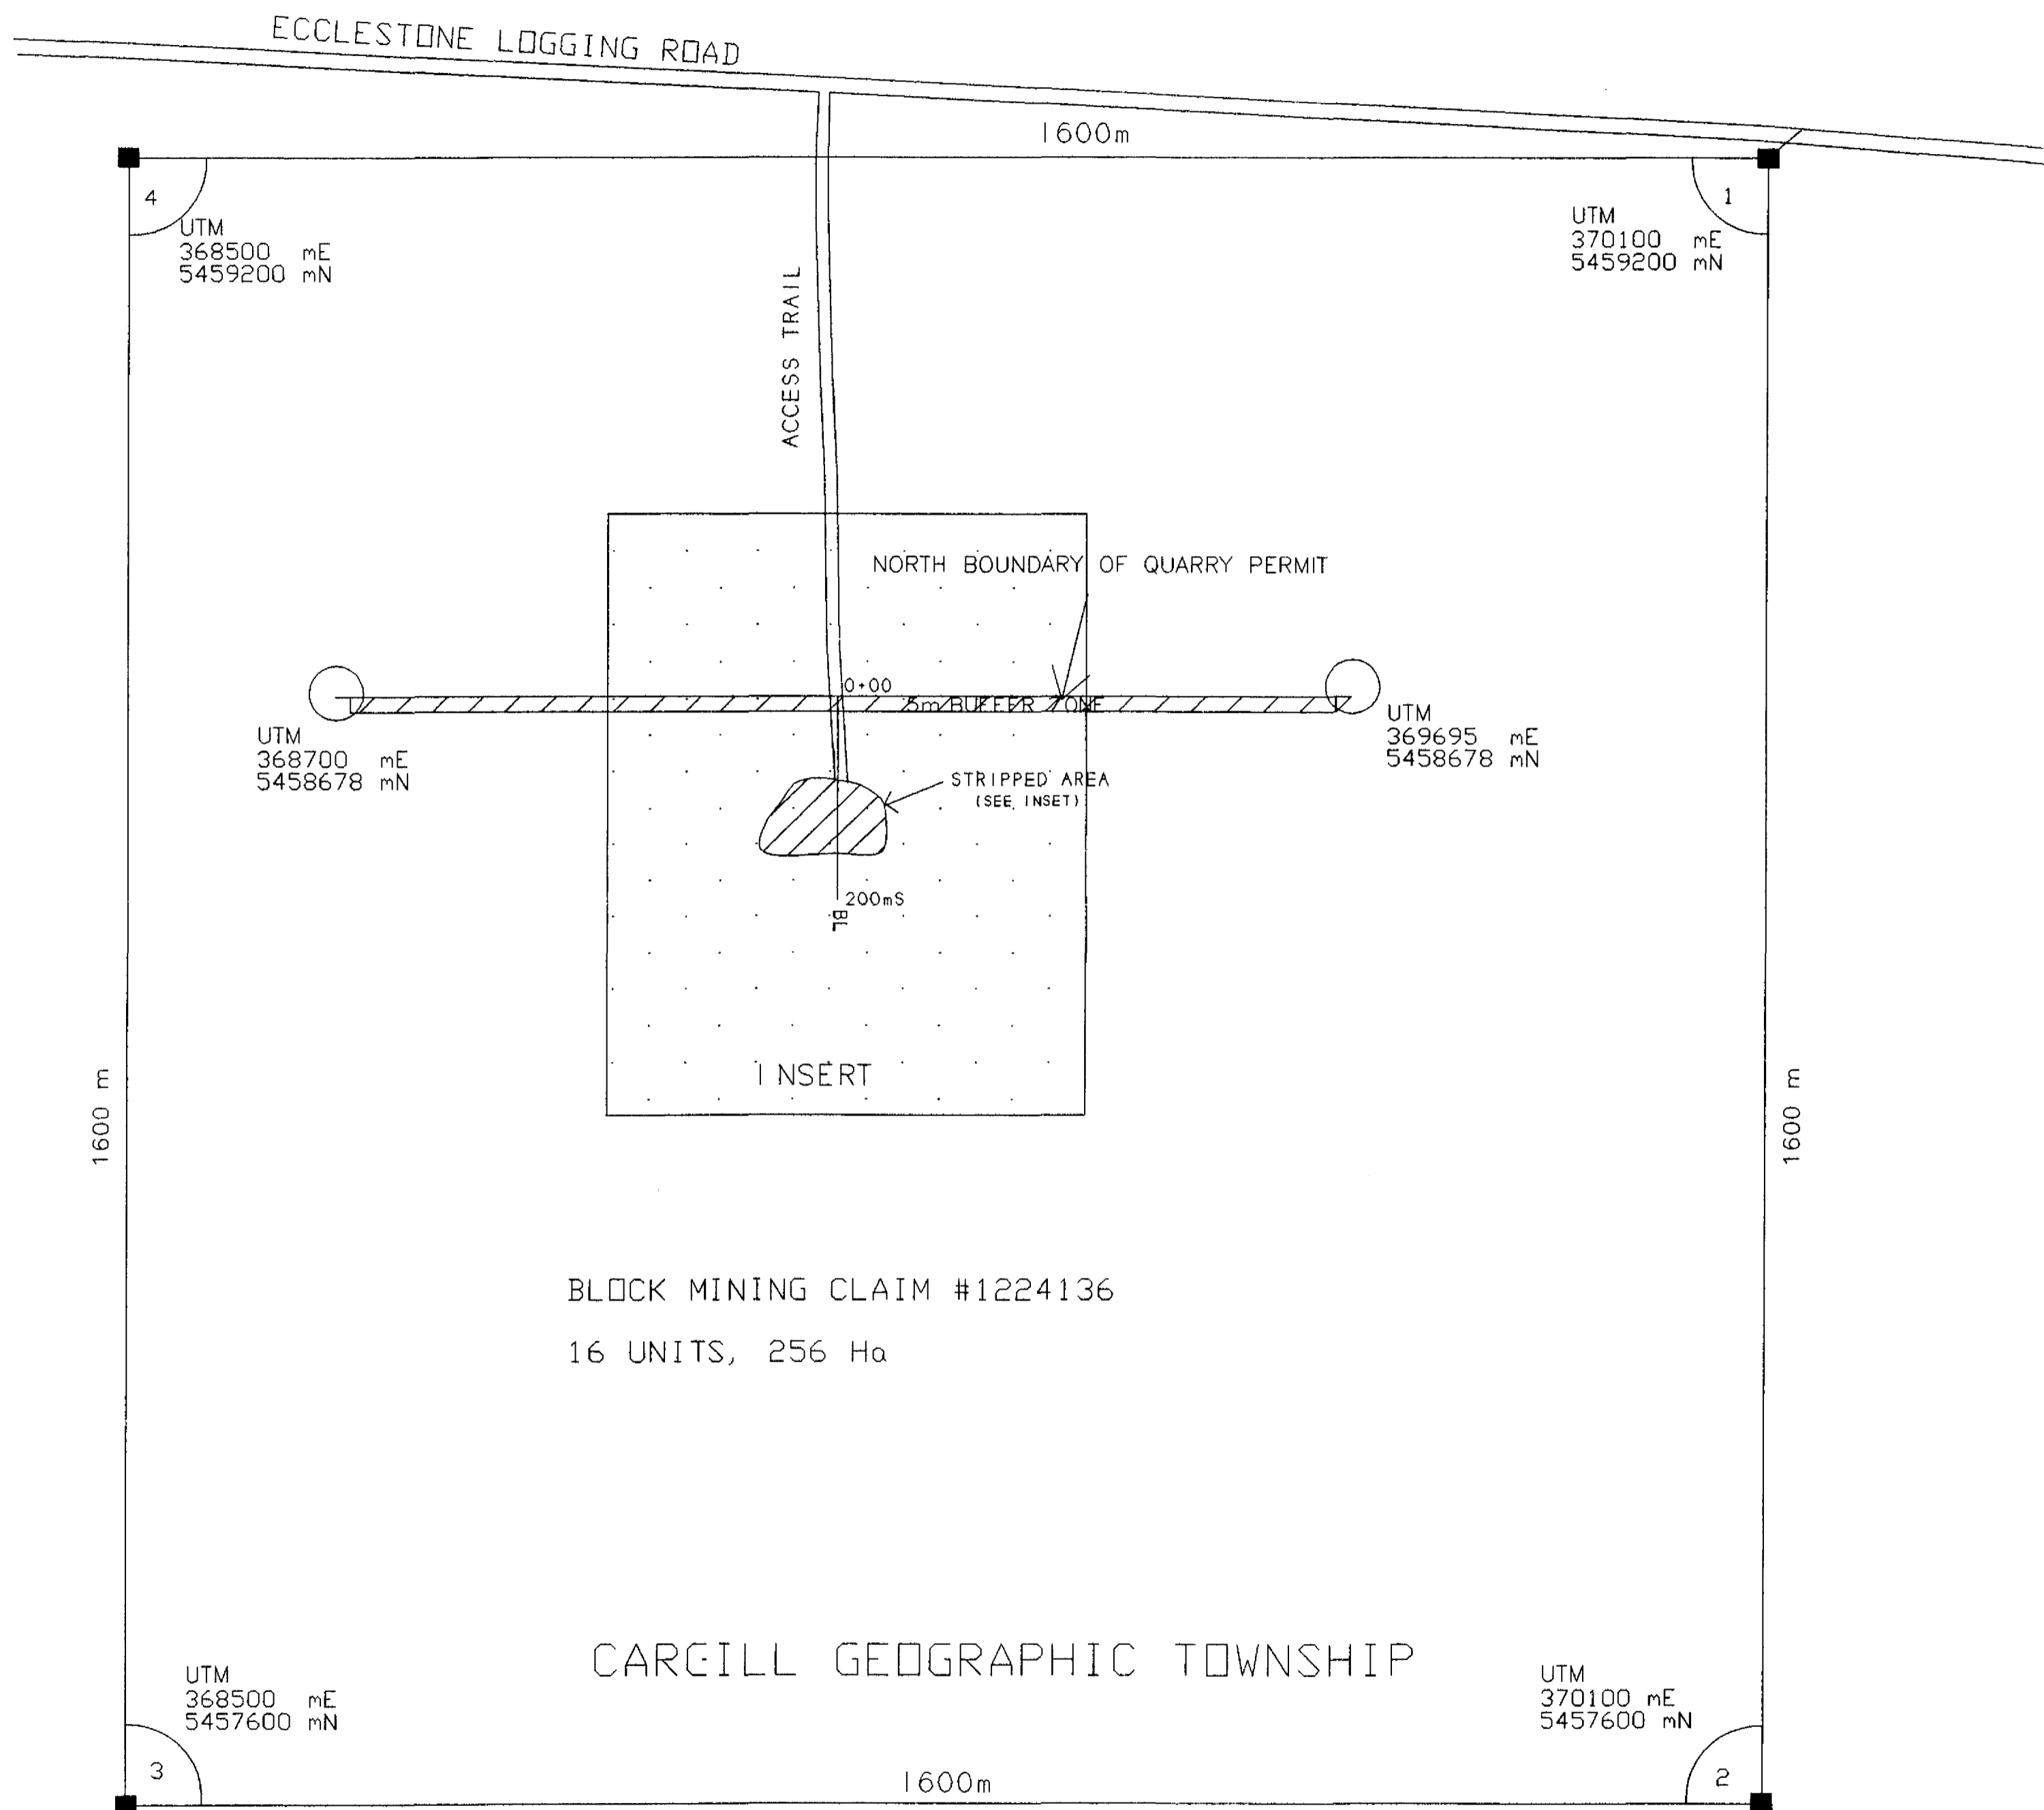 ECCLESTONE LOGGING ROAD
1600m
4
UTM
368500 mE
5459200 mN
1
UTM
370100 mE
5459200 mN
ACCESS TRAIL
NORTH BOUNDARY OF QUARRY PERMIT
0+00
5m BUFFER ZONE
UTM
368700 mE
5458678 mN
UTM
369695 mE
5458678 mN
STRIPPED AREA
(SEE INSET)
200mS
BL
INSERT
1600 m
1600 m
BLOCK MINING CLAIM #1224136
16 UNITS, 256 Ha
CARGILL GEOGRAPHIC TOWNSHIP
UTM
368500 mE
5457600 mN
3
UTM
370100 mE
5457600 mN
2
1600m